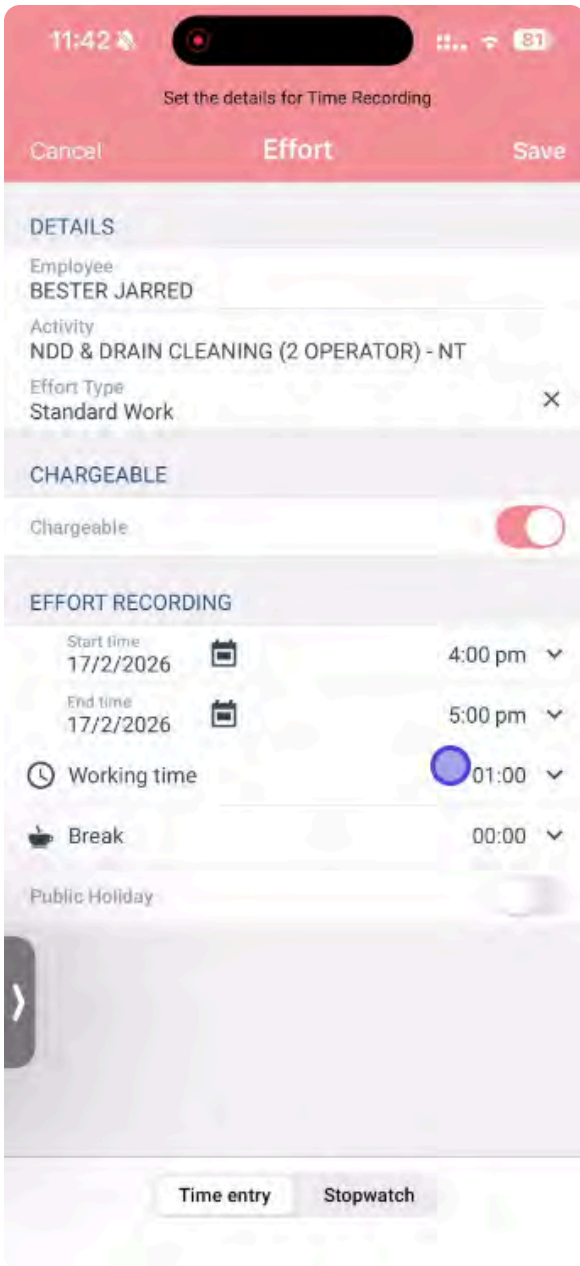 11:42
81
Set the details for Time Recording
Cancel Effort Save
DETAILS
Employee
BESTER JARRED
Activity
NDD & DRAIN CLEANING (2 OPERATOR) - NT
Effort Type
Standard Work
CHARGEABLE
Chargeable
EFFORT RECORDING
Start time
17/2/2026 4:00 pm
End time
17/2/2026 5:00 pm
Working time 01:00
Break 00:00
Public Holiday
Time entry Stopwatch